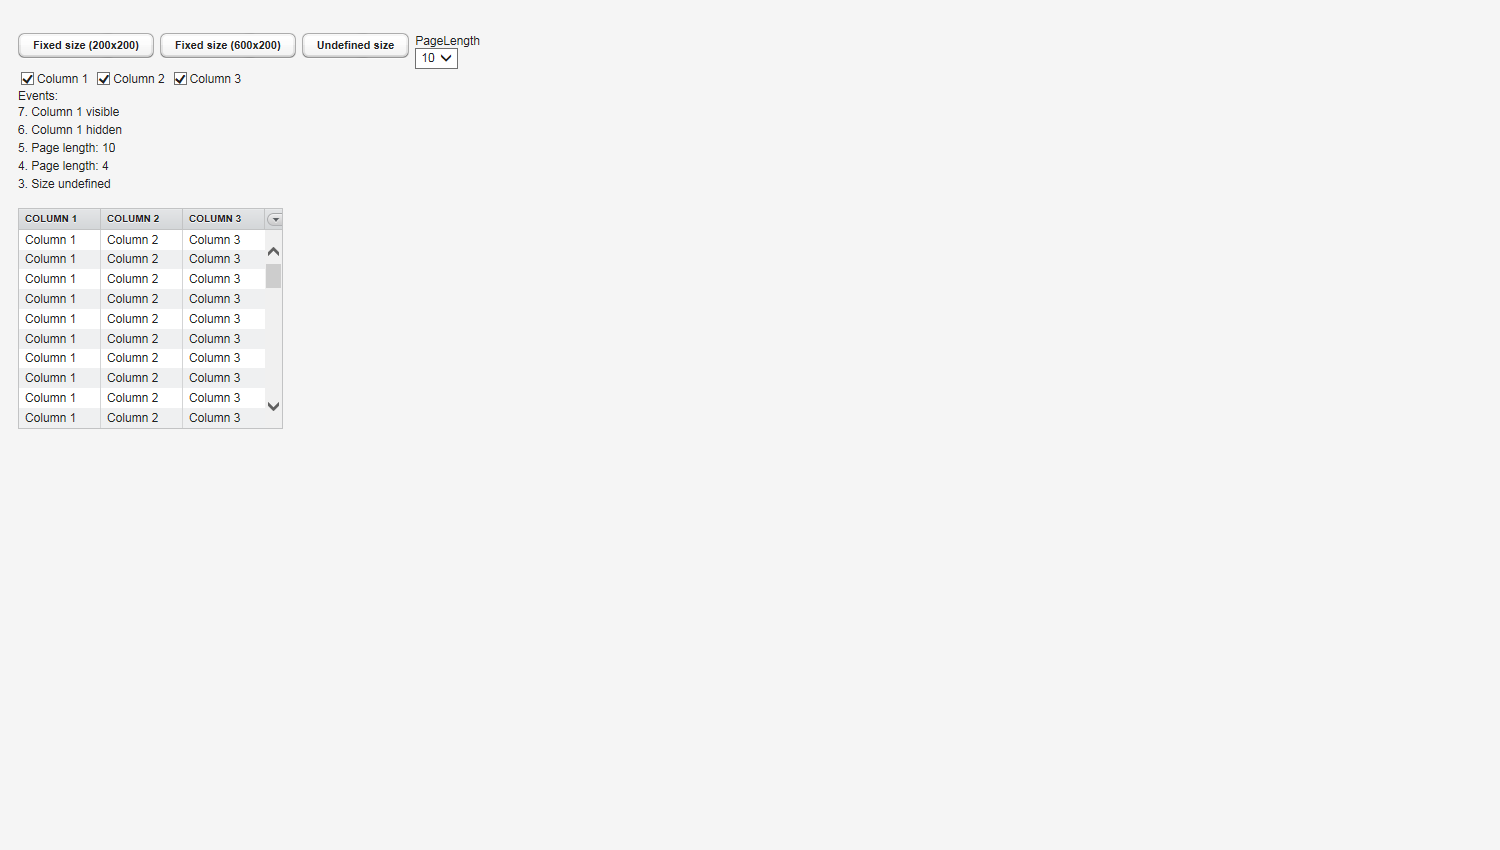 Fixed size (200x200) Fixed size (600x200) Undefined size PageLength
10
Column 1 Column 2 Column 3
Events:
7. Column 1 visible
6. Column 1 hidden
5. Page length: 10
4. Page length: 4
3. Size undefined
COLUMN 1 COLUMN 2 COLUMN 3
Column 1 Column 2 Column 3
Column 1 Column 2 Column 3
Column 1 Column 2 Column 3
Column 1 Column 2 Column 3
Column 1 Column 2 Column 3
Column 1 Column 2 Column 3
Column 1 Column 2 Column 3
Column 1 Column 2 Column 3
Column 1 Column 2 Column 3
Column 1 Column 2 Column 3